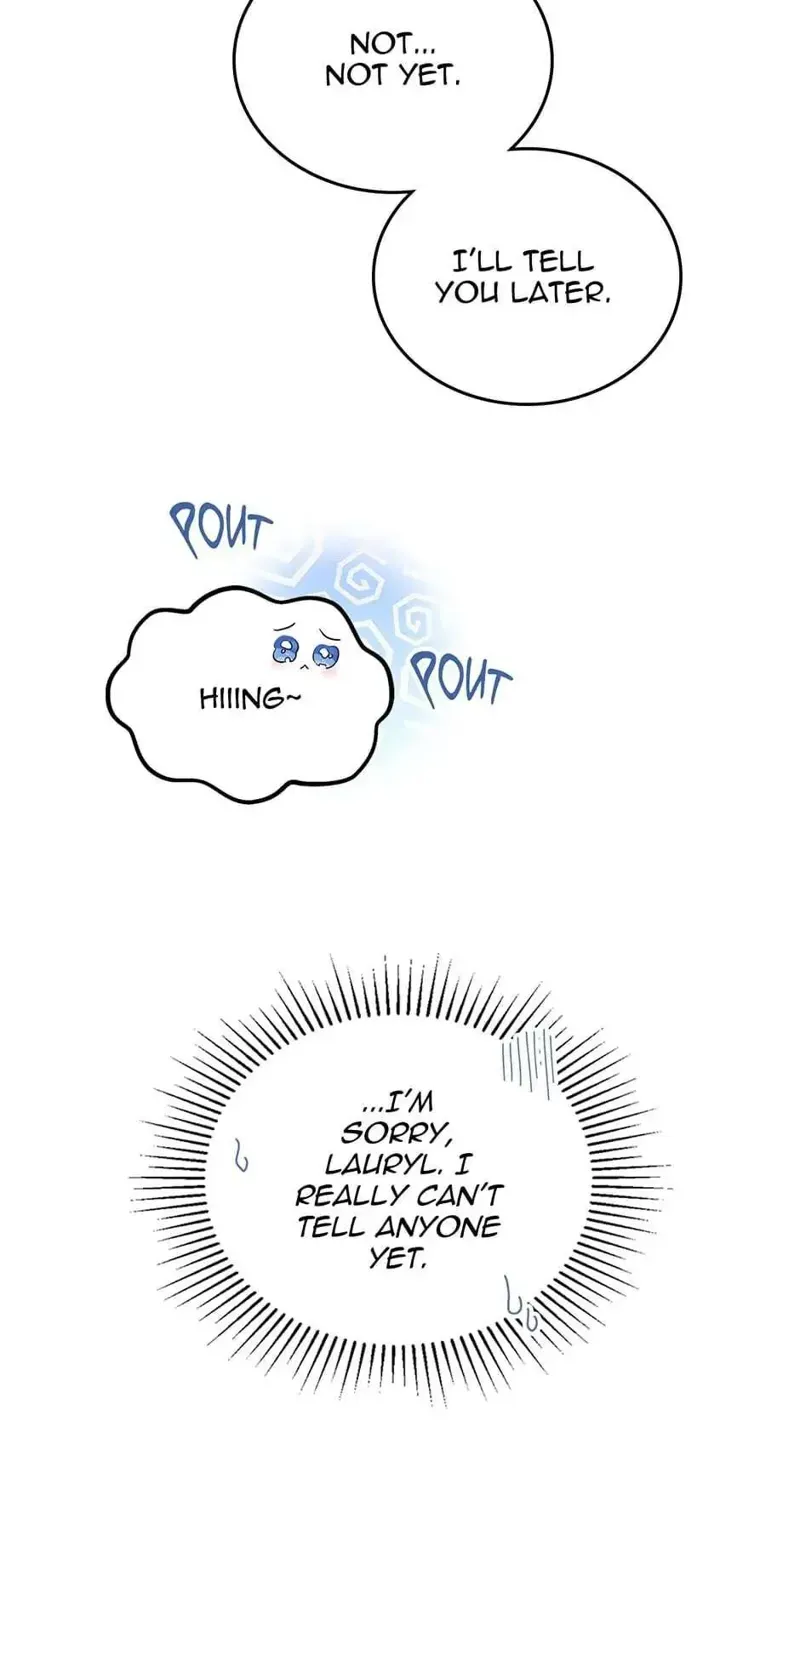 NOT...
NOT YET.
I'LL TELL
YOU LATER.
POUT
HIIING~
POUT
...I'M
SORRY,
LAURYL. I
REALLY CAN'T
TELL ANYONE
YET.